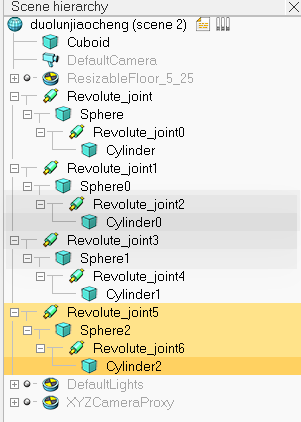 Scene hierarchy
duolunjiaocheng (scene 2)
Cuboid
DefaultCamera
ResizableFloor_5_25
Revolute_joint
Sphere
Revolute_joint0
Cylinder
Revolute_joint1
Sphere0
Revolute_joint2
Cylinder0
Revolute_joint3
Sphere1
Revolute_joint4
Cylinder1
Revolute_joint5
Sphere2
Revolute_joint6
Cylinder2
DefaultLights
XYZCameraProxy